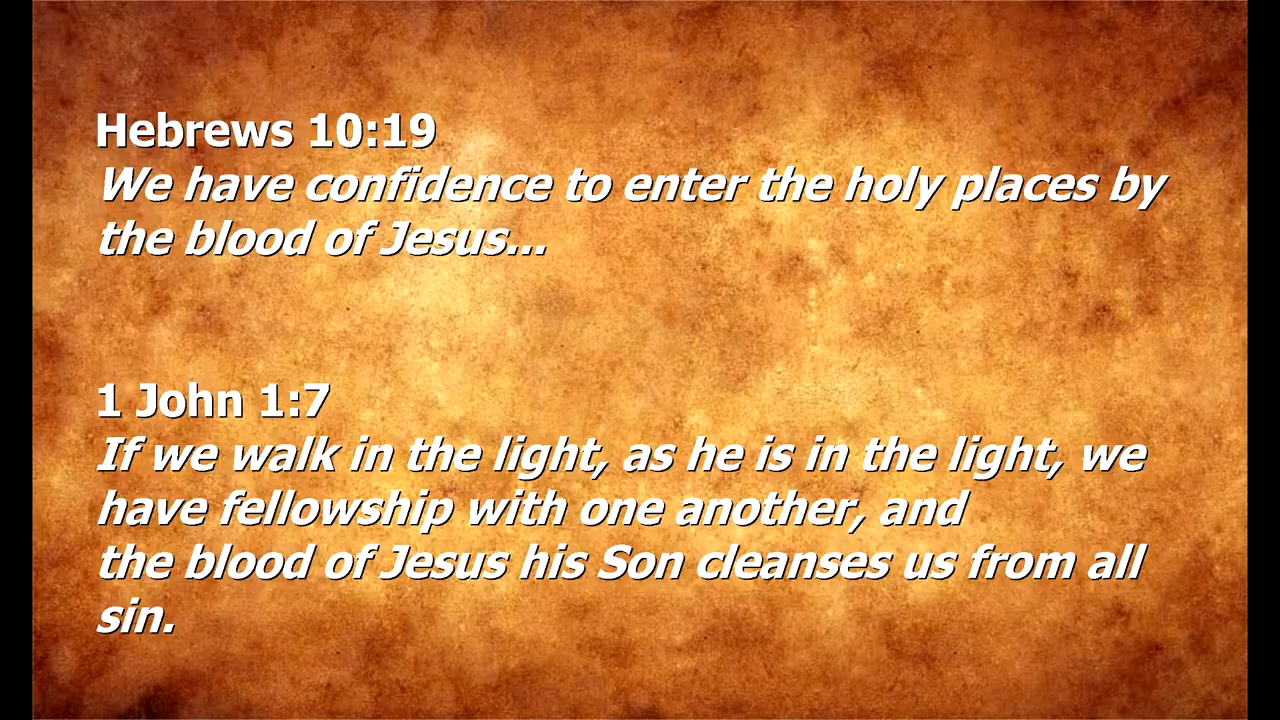 Hebrews 10:19
We have confidence to enter the holy places by
the blood of Jesus...
1 John 1:7
If we walk in the light, as he is in the light, we
have fellowship with one another, and
the blood of Jesus his Son cleanses us from all
sin.